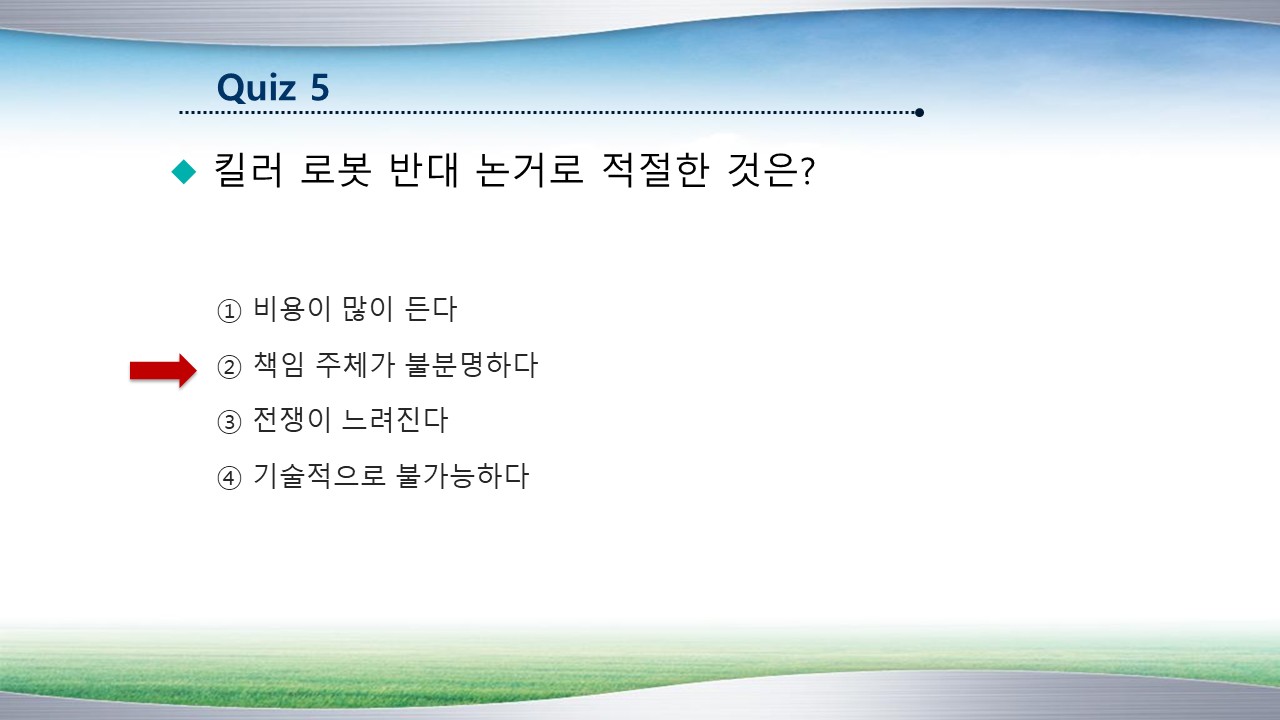 Quiz 5
킬러 로봇 반대 논거로 적절한 것은?
① 비용이 많이 든다
② 책임 주체가 불분명하다
③ 전쟁이 느려진다
④ 기술적으로 불가능하다